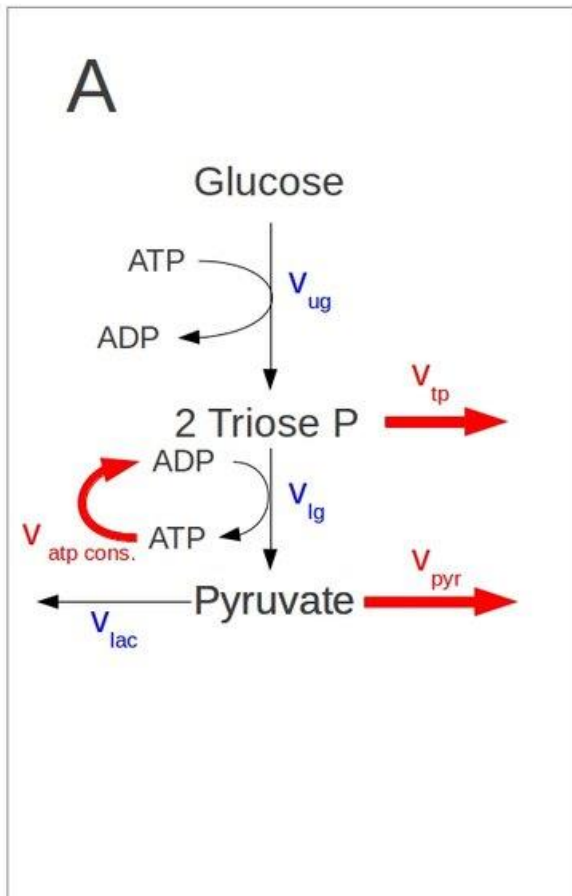 A
Glucose
ATP
v ug
ADP
v tp
2 Triose P
ADP
v lg
v atp cons.
ATP
v pyr
Pyruvate
v lac